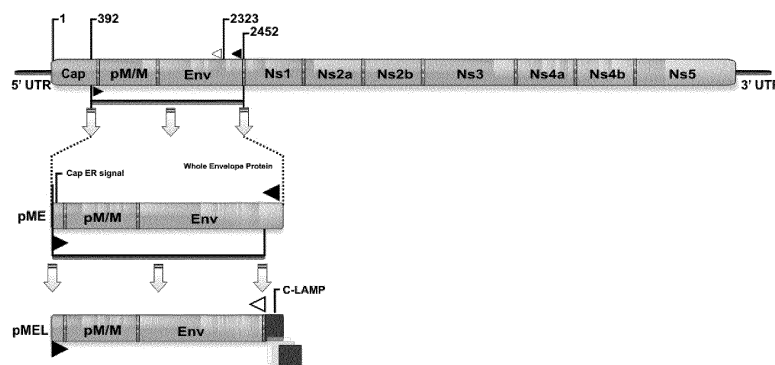 1 392 2323
2452
Cap pM/M Env Ns1 Ns2a Ns2b Ns3 Ns4a Ns4b Ns5
5' UTR 3' UTR
Cap ER signal Whole Envelope Protein
pME pM/M Env
C-LAMP
pMEL pM/M Env